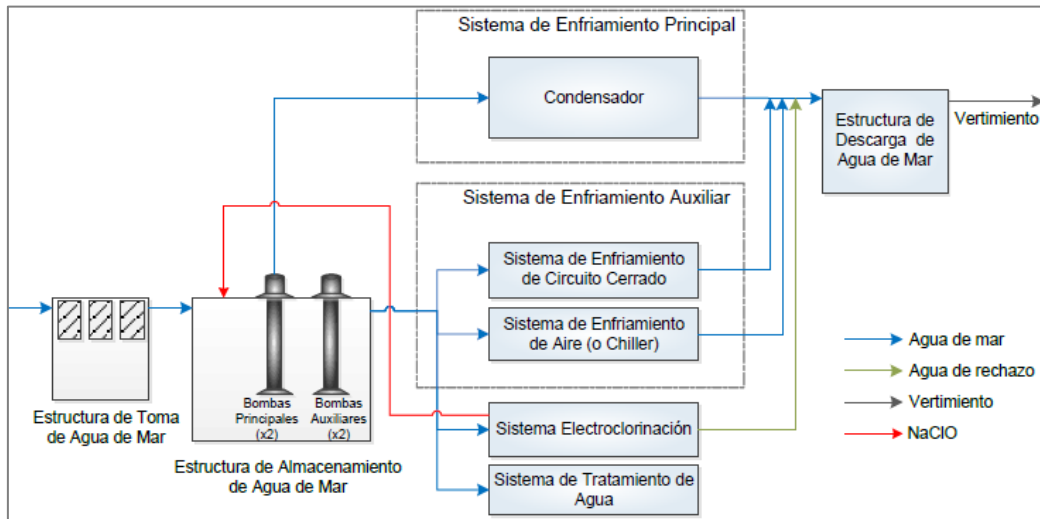 Sistema de Enfriamiento Principal
Condensador
Estructura de
Descarga de
Agua de Mar
Vertimiento
Sistema de Enfriamiento Auxiliar
Sistema de Enfriamiento
de Circuito Cerrado
Sistema de Enfriamiento
de Aire (o Chiller)
Bombas
Principales
(x2)
Bombas
Auxiliares
(x2)
Estructura de Toma
de Agua de Mar
Estructura de Almacenamiento
de Agua de Mar
Sistema Electroclorinación
Sistema de Tratamiento de
Agua
Agua de mar
Agua de rechazo
Vertimiento
NaClO